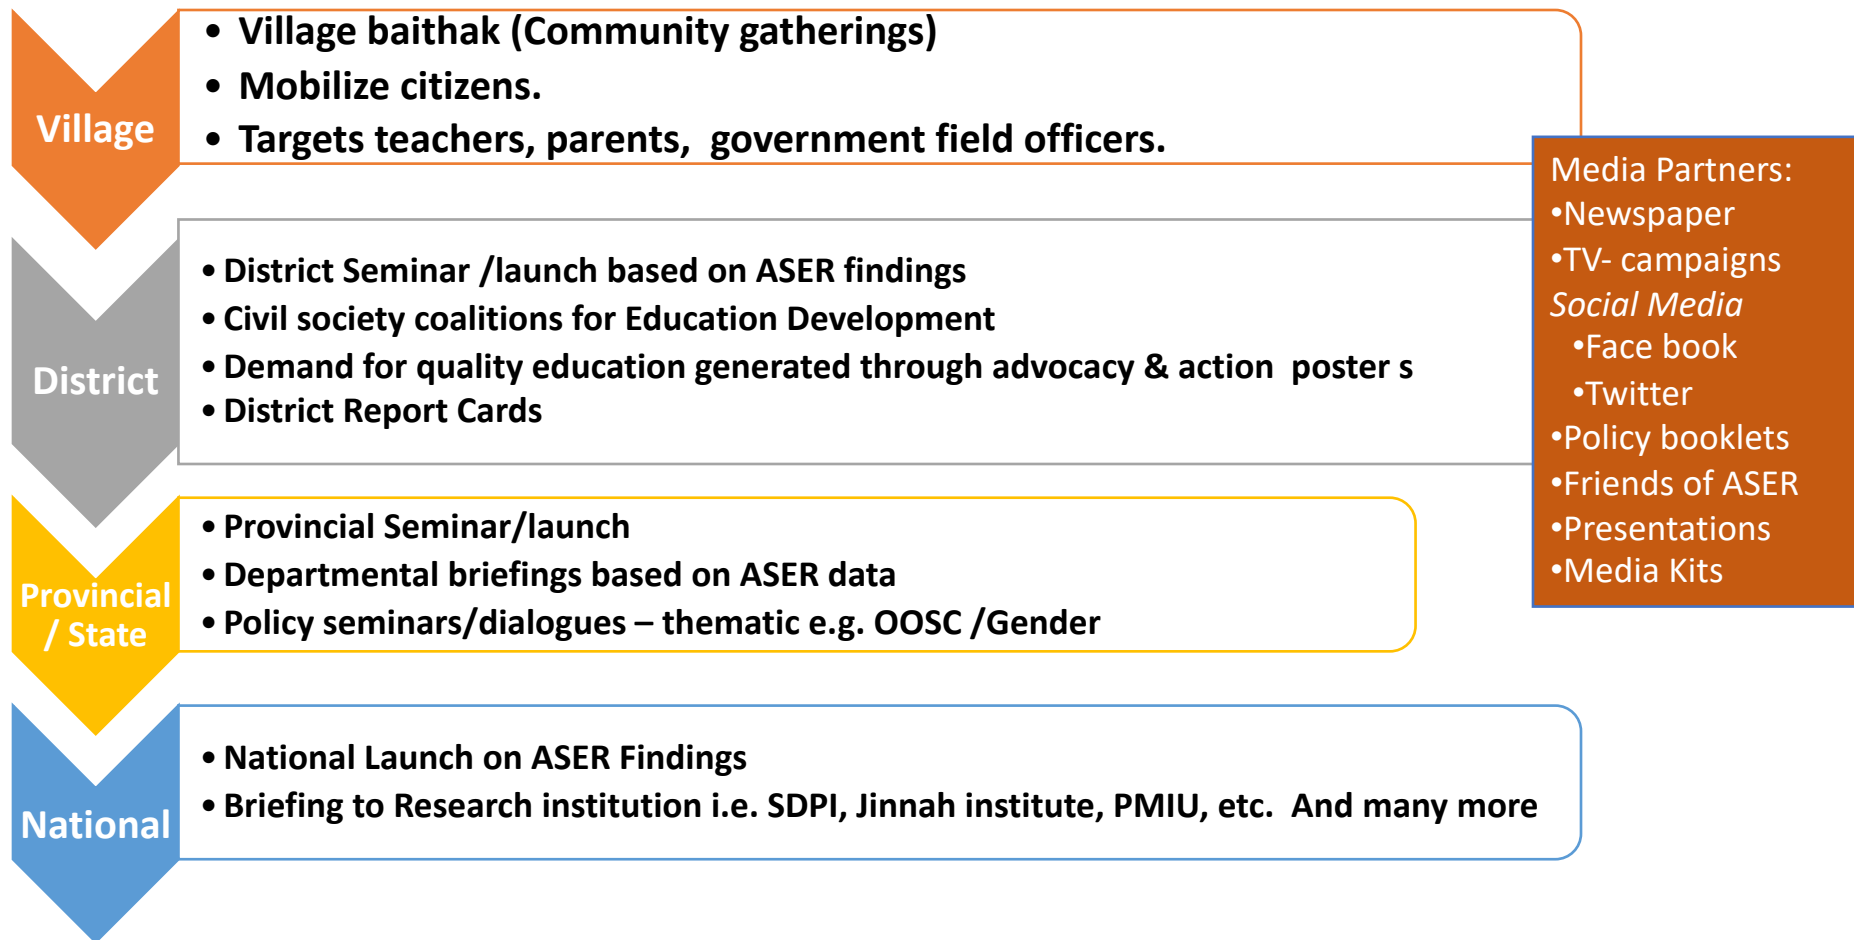 Village
• Village baithak (Community gatherings)
• Mobilize citizens.
• Targets teachers, parents, government field officers.
District
• District Seminar /launch based on ASER findings
• Civil society coalitions for Education Development
• Demand for quality education generated through advocacy & action poster s
• District Report Cards
Provincial
/ State
• Provincial Seminar/launch
• Departmental briefings based on ASER data
• Policy seminars/dialogues – thematic e.g. OOSC /Gender
National
• National Launch on ASER Findings
• Briefing to Research institution i.e. SDPI, Jinnah institute, PMIU, etc. And many more
Media Partners:
•Newspaper
•TV- campaigns
Social Media
•Face book
•Twitter
•Policy booklets
•Friends of ASER
•Presentations
•Media Kits